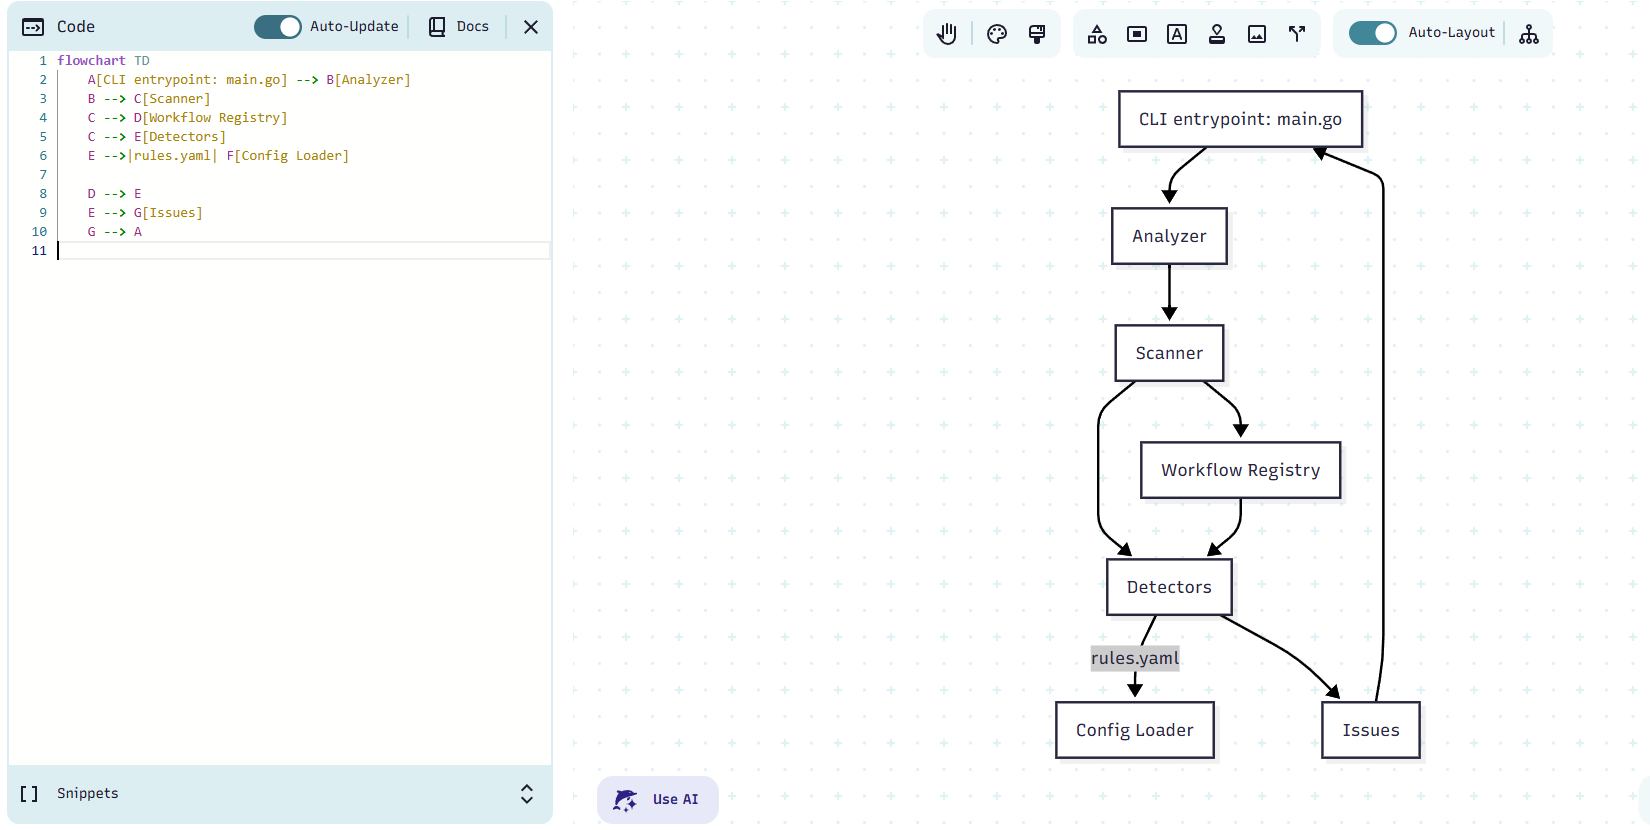 Code
Auto-Update
Docs
1 flowchart TD
2     A[CLI entrypoint: main.go] --> B[Analyzer]
3     B --> C[Scanner]
4     C --> D[Workflow Registry]
5     C --> E[Detectors]
6     E -->|rules.yaml| F[Config Loader]
7
8     D --> E
9     E --> G[Issues]
10     G --> A
11
Snippets
Auto-Layout
CLI entrypoint: main.go
Analyzer
Scanner
Workflow Registry
Detectors
rules.yaml
Config Loader
Issues
Use AI